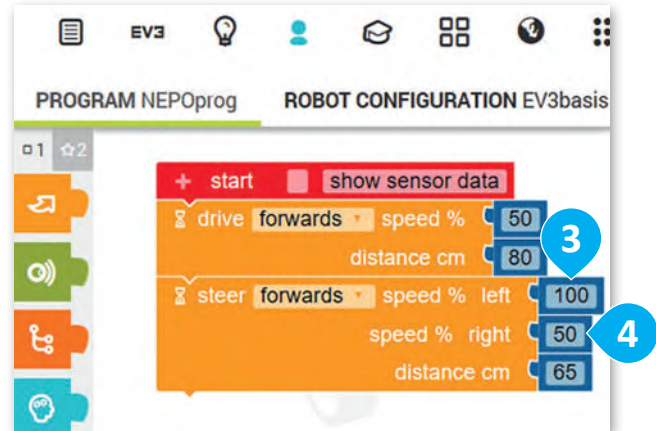 EV3
PROGRAM NEPOprog ROBOT CONFIGURATION EV3basis
1 2
+ start show sensor data
drive forwards speed % 50
distance cm 80
3
steer forwards speed % left 100
speed % right 50 4
distance cm 65